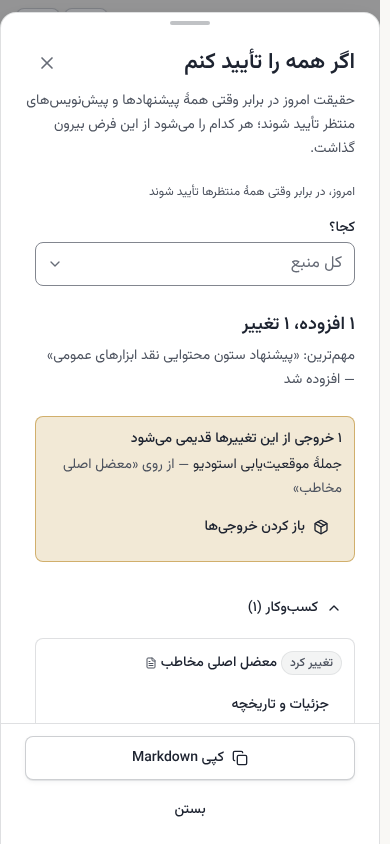 اگر همه را تأیید کنم
حقیقت امروز در برابر وقتی همهٔ پیشنهادها و پیش‌نویس‌های
منتظر تأیید شوند؛ هر کدام را می‌شود از این فرض بیرون
گذاشت.
امروز، در برابر وقتی همهٔ منتظرها تأیید شوند
کجا؟
کل منبع
۱ افزوده، ۱ تغییر
مهم‌ترین: «پیشنهاد ستون محتوایی نقد ابزارهای عمومی»
— افزوده شد
۱ خروجی از این تغییرها قدیمی می‌شود
جملهٔ موقعیت‌یابی استودیو — از روی «معضل اصلی
مخاطب»
باز کردن خروجی‌ها
کسب‌وکار (۱)
تغییر کرد معضل اصلی مخاطب
جزئیات و تاریخچه
کپی Markdown
بستن